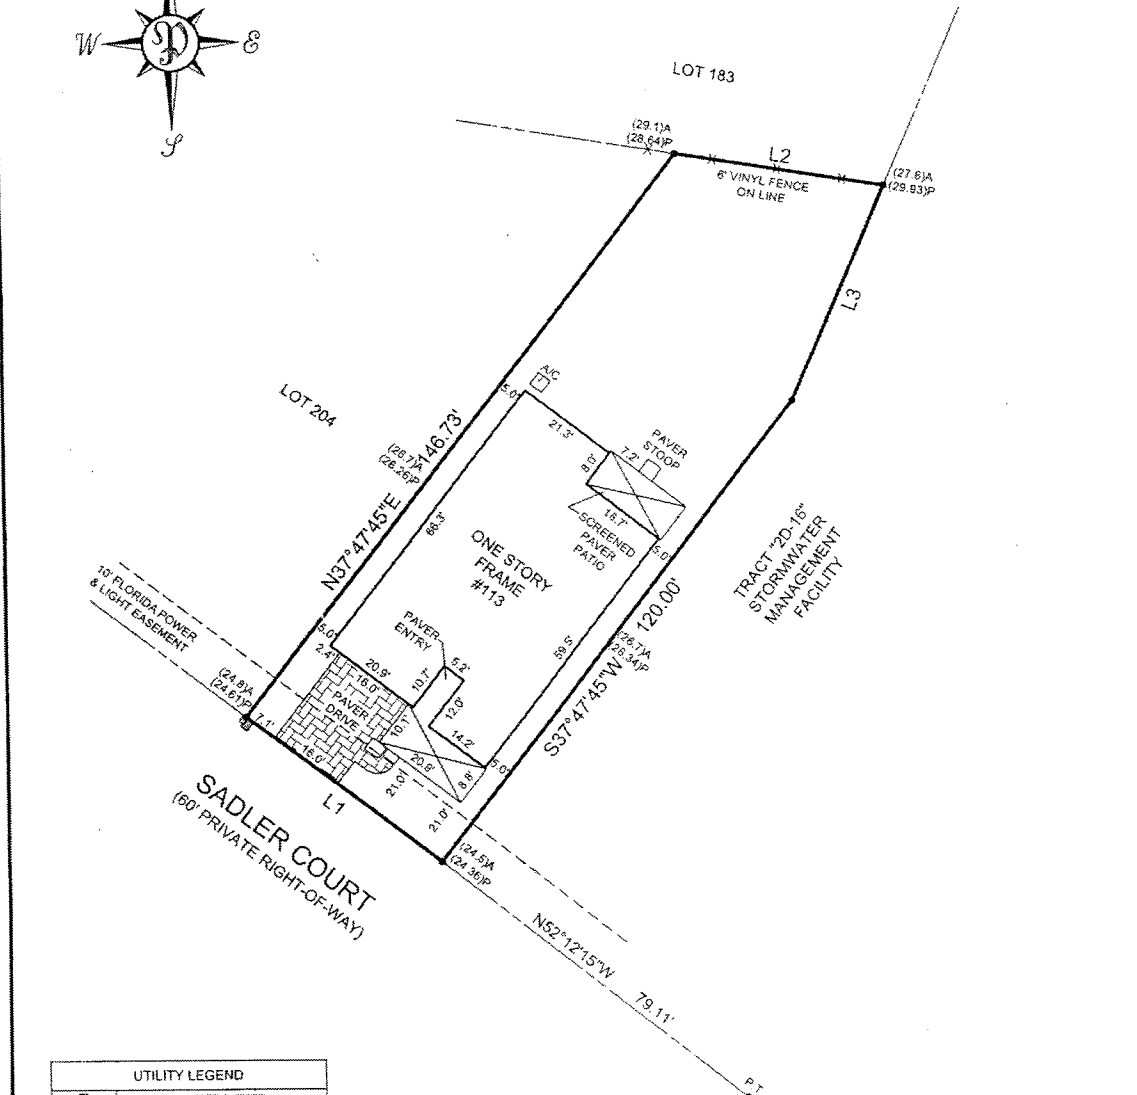 W
E
S
LOT 183
(29.1)A
(28.64)P
L2
6' VINYL FENCE
ON LINE
(27.6)A
(29.93)P
L3
A/C
5.0'
LOT 204
146.73'
N37°47'45"E
(26.7)A
(26.26)P
21.3'
PAVER
STOOP
7.2'
8.0'
18.7'
SCREENED
PAVER
PATIO
5.0'
66.3'
ONE STORY
FRAME
#113
TRACT "2D-16"
STORMWATER
MANAGEMENT
FACILITY
10' FLORIDA POWER
& LIGHT EASEMENT
120.00'
S37°47'45"W
(26.7)A
(26.34)P
59.5'
PAVER
ENTRY
5.0'
2.4'
20.9'
16.0'
10.7'
5.2'
12.0'
14.2'
PAVER
DRIVE
10.1'
(24.8)A
(24.61)P
7.1'
16.0'
20.8'
8.8'
5.0'
21.0'
21.0'
L1
SADLER COURT
(60' PRIVATE RIGHT-OF-WAY)
(24.5)A
(24.36)P
N52°12'15"W
79.11'
P.T.
UTILITY LEGEND